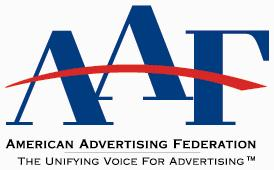 AAF
AMERICAN ADVERTISING FEDERATION
THE UNIFYING VOICE FOR ADVERTISING™